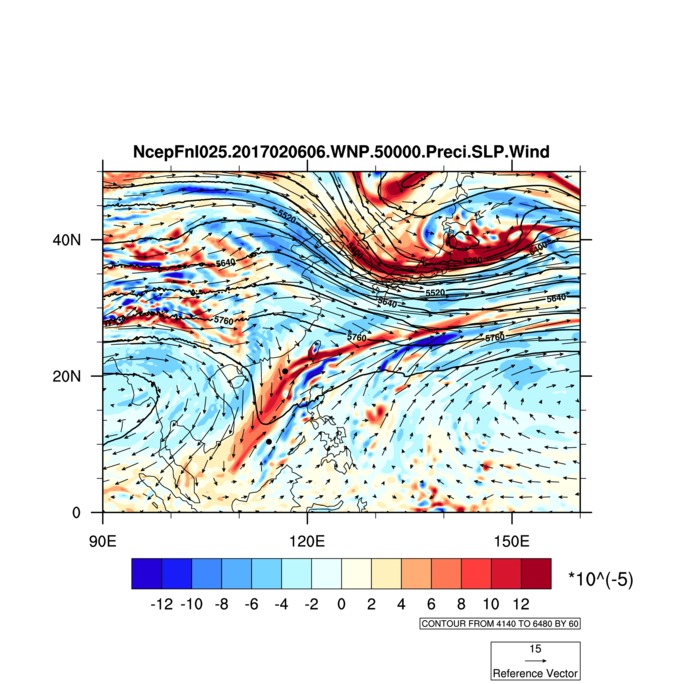 NcepFnl025.2017020606.WNP.50000.Preci.SLP.Wind
40N
20N
0
90E
120E
150E
5520
5640
5760
5760
5640
5520
5280
5400
5640
5760
-12 -10 -8 -6 -4 -2 0 2 4 6 8 10 12
*10^(-5)
CONTOUR FROM 4140 TO 6480 BY 60
15
Reference Vector